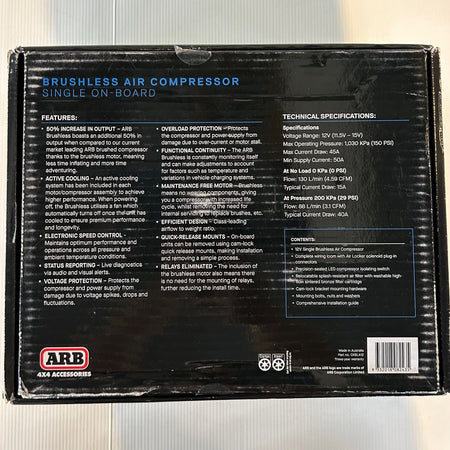 BRUSHLESS AIR COMPRESSOR
SINGLE ON-BOARD
FEATURES:
• 50% INCREASE IN OUTPUT – ARB
Brushless boasts an additional 50% in
output when compared to our current
market leading ARB brushed compressor
thanks to the brushless motor, meaning
less time inflating and more time
adventuring.
• ACTIVE COOLING – An active cooling
system has been included in each
motor/compressor assembly to achieve
higher performance. When powering
off, the Brushless utilises a fan which
automatically turns off once the unit has
cooled to ensure premium performance
and longevity.
• ELECTRONIC SPEED CONTROL –
Maintains optimum performance and
operations across all pressure and
ambient temperature conditions.
• STATUS REPORTING – Live diagnostics
via audio and visual alerts.
• VOLTAGE PROTECTION – Protects the
compressor and power supply from
damage due to voltage spikes, drops and
fluctuations.
• OVERLOAD PROTECTION – Protects
the compressor and power supply from
damage due to over-current or motor stall.
• FUNCTIONAL CONTINUITY – The ARB
Brushless is constantly monitoring itself
and can make adjustments to account
for factors such as temperature and
variations in vehicle charging systems.
• MAINTENANCE FREE MOTOR – Brushless
means no wearing components, giving
you a compressor with increased life
cycle, whilst removing the need for
internal servicing to replace brushes, etc.
• EFFICIENT DESIGN – Class-leading
airflow to weight ratio.
• QUICK-RELEASE MOUNTS – On-board
units can be removed using cam-lock
quick release mounts, making installation
and removing a simple process.
• RELAYS ELIMINATED – The inclusion of
the brushless motor also means there
is no need for the mounting of relays,
further reducing the install time.
TECHNICAL SPECIFICATIONS:
Specifications
Voltage Range: 12V (11.5V – 15V)
Max Operating Pressure: 1,030 KPA (150 PSI)
Max Current Draw: 45A
Min Supply Current: 50A
At No Load 0 KPa (0 PSI)
Flow: 130 L/min (4.59 CFM)
Typical Current Draw: 15A
At Pressure 200 KPas (29 PSI)
Flow: 88 L/min (3.1 CFM)
Typical Current Draw: 40A
CONTENTS:
• 12V Single Brushless Air Compressor
• Complete wiring loom with Air Locker solenoid plug-in
connectors
• Precision-sealed LED compressor isolating switch
• Relocatable splash-resistant air filter with washable high-
flow sintered bronze filter cartridge
• Cam-lock bracket mounting hardware
• Mounting bolts, nuts and washers
• Comprehensive installation guide
ARB
4X4 ACCESSORIES
Made in Australia
Part no. CKBLA12
Three year warranty
ARB and the ARB logo are trade marks of
ARB Corporation Limited.